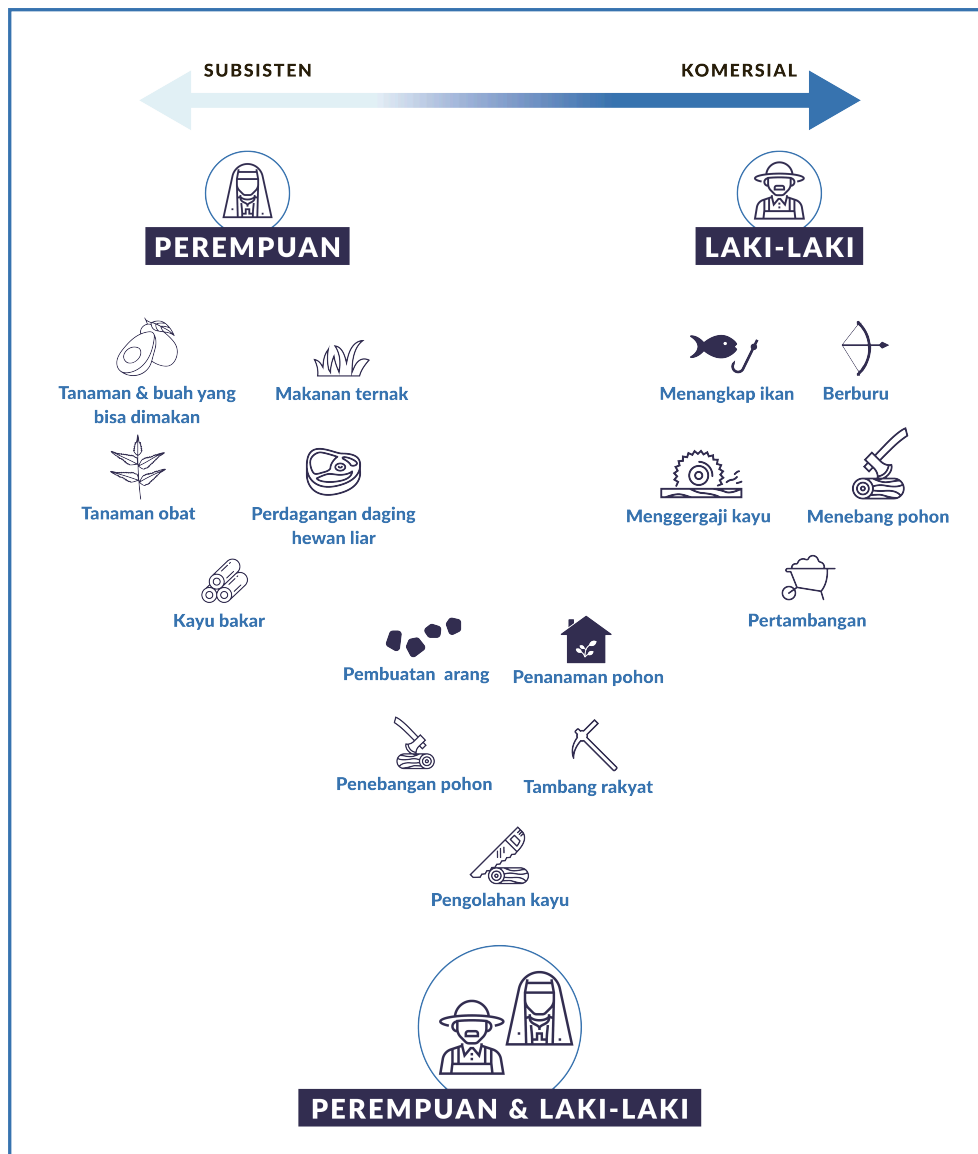 SUBSISTEN
KOMERSIAL
PEREMPUAN
LAKI-LAKI
Tanaman & buah yang
bisa dimakan
Makanan ternak
Menangkap ikan
Berburu
Tanaman obat
Perdagangan daging
hewan liar
Menggergaji kayu
Menebang pohon
Kayu bakar
Pertambangan
Pembuatan arang
Penanaman pohon
Penebangan pohon
Tambang rakyat
Pengolahan kayu
PEREMPUAN & LAKI-LAKI